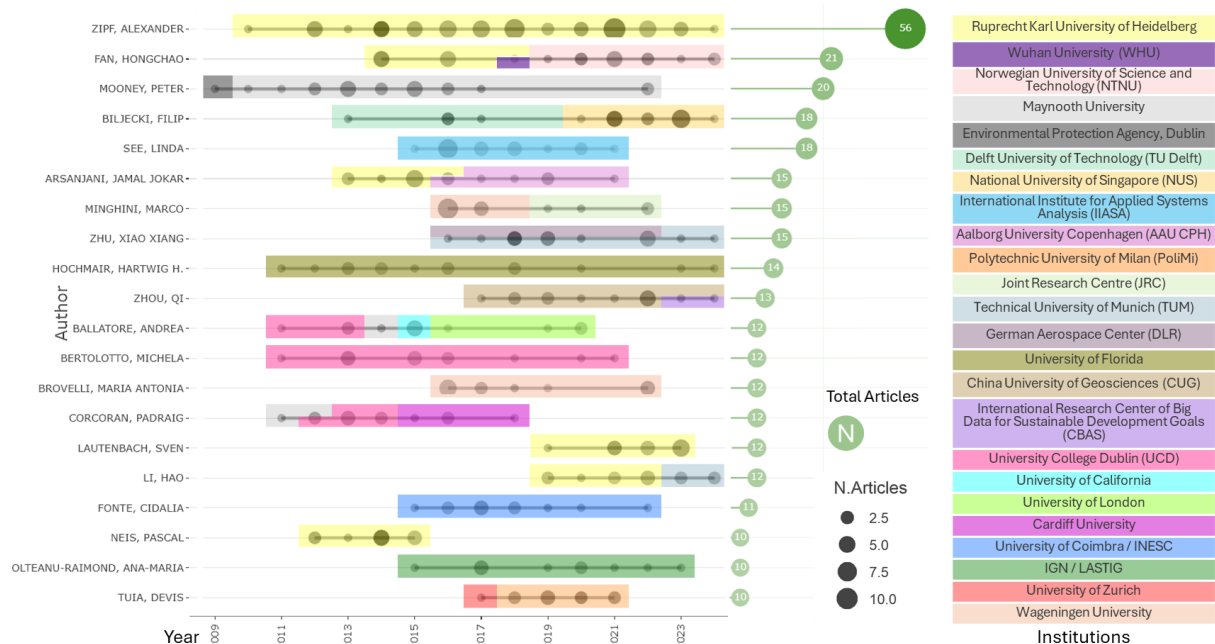 ZIPF, ALEXANDER
56
FAN, HONGCHAO
21
MOONEY, PETER
20
BILJECKI, FILIP
18
SEE, LINDA
18
ARSANJANI, JAMAL JOKAR
15
MINGHINI, MARCO
15
ZHU, XIAO XIANG
15
HOCHMAIR, HARTWIG H.
14
ZHOU, QI
13
BALLATORE, ANDREA
12
BERTOLOTTO, MICHELA
12
BROVELLI, MARIA ANTONIA
12
CORCORAN, PADRAIG
12
LAUTENBACH, SVEN
12
LI, HAO
12
FONTE, CIDALIA
11
NEIS, PASCAL
10
OLTEANU-RAIMOND, ANA-MARIA
10
TUIA, DEVIS
10
Author
Year
009
011
013
015
017
019
021
023
Total Articles
N
N.Articles
2.5
5.0
7.5
10.0
Ruprecht Karl University of Heidelberg
Wuhan University (WHU)
Norwegian University of Science and
Technology (NTNU)
Maynooth University
Environmental Protection Agency, Dublin
Delft University of Technology (TU Delft)
National University of Singapore (NUS)
International Institute for Applied Systems
Analysis (IIASA)
Aalborg University Copenhagen (AAU CPH)
Polytechnic University of Milan (PoliMi)
Joint Research Centre (JRC)
Technical University of Munich (TUM)
German Aerospace Center (DLR)
University of Florida
China University of Geosciences (CUG)
International Research Center of Big
Data for Sustainable Development Goals
(CBAS)
University College Dublin (UCD)
University of California
University of London
Cardiff University
University of Coimbra / INESC
IGN / LASTIG
University of Zurich
Wageningen University
Institutions